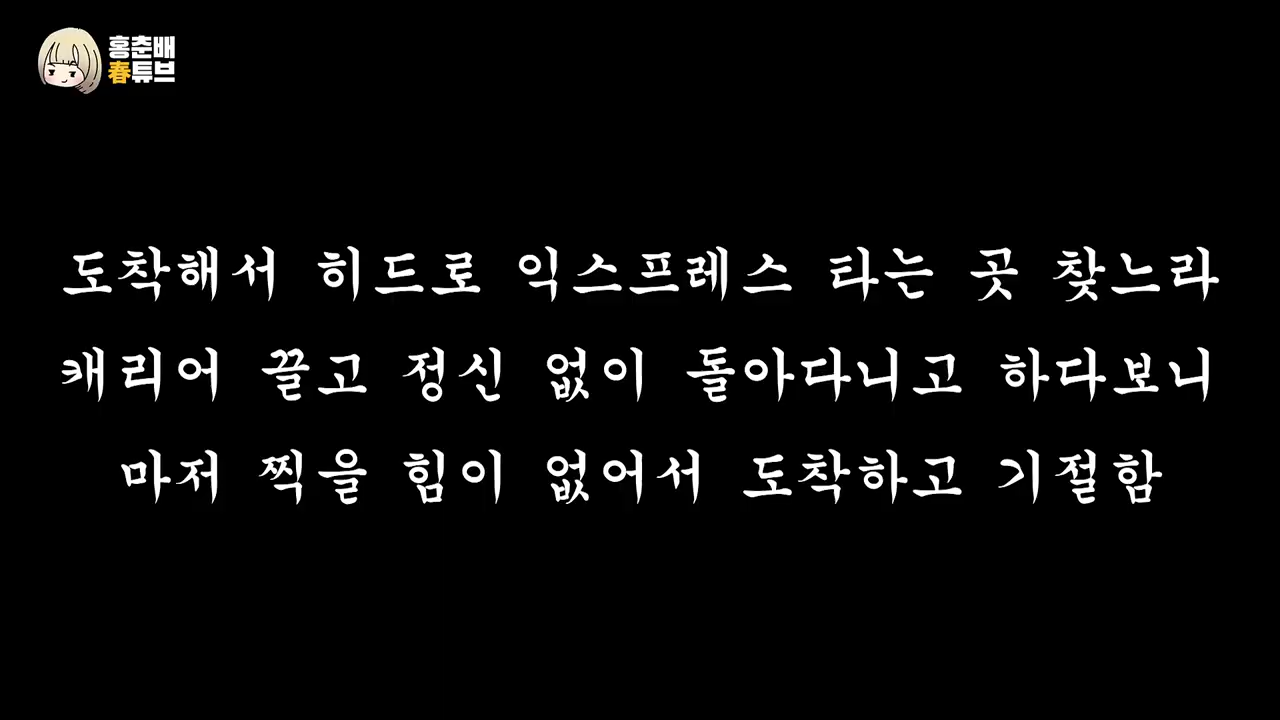 홍춘배
春튜브
도착해서 히드로 익스프레스 타는 곳 찾느라
캐리어 끌고 정신 없이 돌아다니고 하다보니
마저 찍을 힘이 없어서 도착하고 기절함